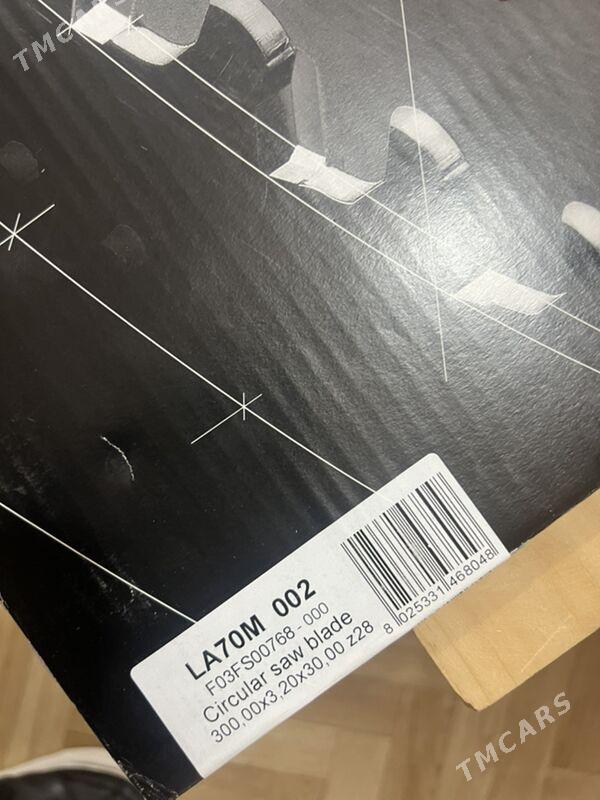 TMCARS
LA70M 002
F03FS00768-000
Circular saw blade
300,00x3,20x30,00 z28
8 025331 468048
TMCARS